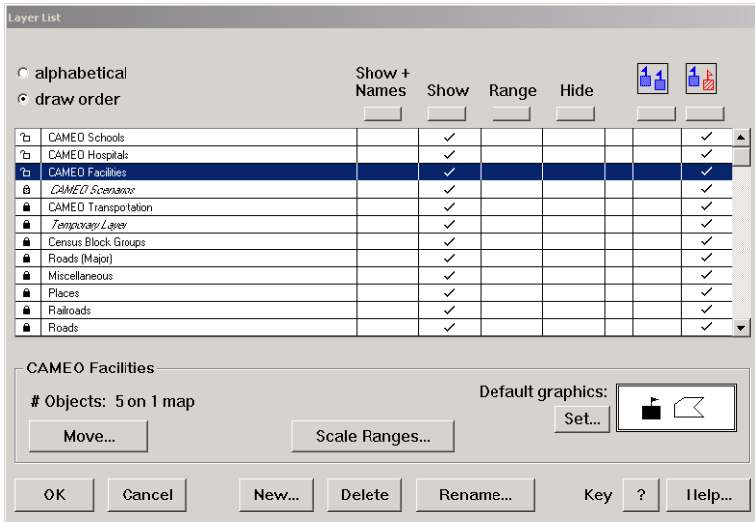 Layer List
alphabetical
draw order
Show +
Names
Show
Range
Hide
CAMEO Schools
CAMEO Hospitals
CAMEO Facilities
CAMEO Scenarios
CAMEO Transportation
Temporary Layer
Census Block Groups
Roads (Major)
Miscellaneous
Places
Railroads
Roads
CAMEO Facilities
# Objects: 5 on 1 map
Default graphics:
Set...
Move...
Scale Ranges...
OK
Cancel
New...
Delete
Rename...
Key
?
Help...